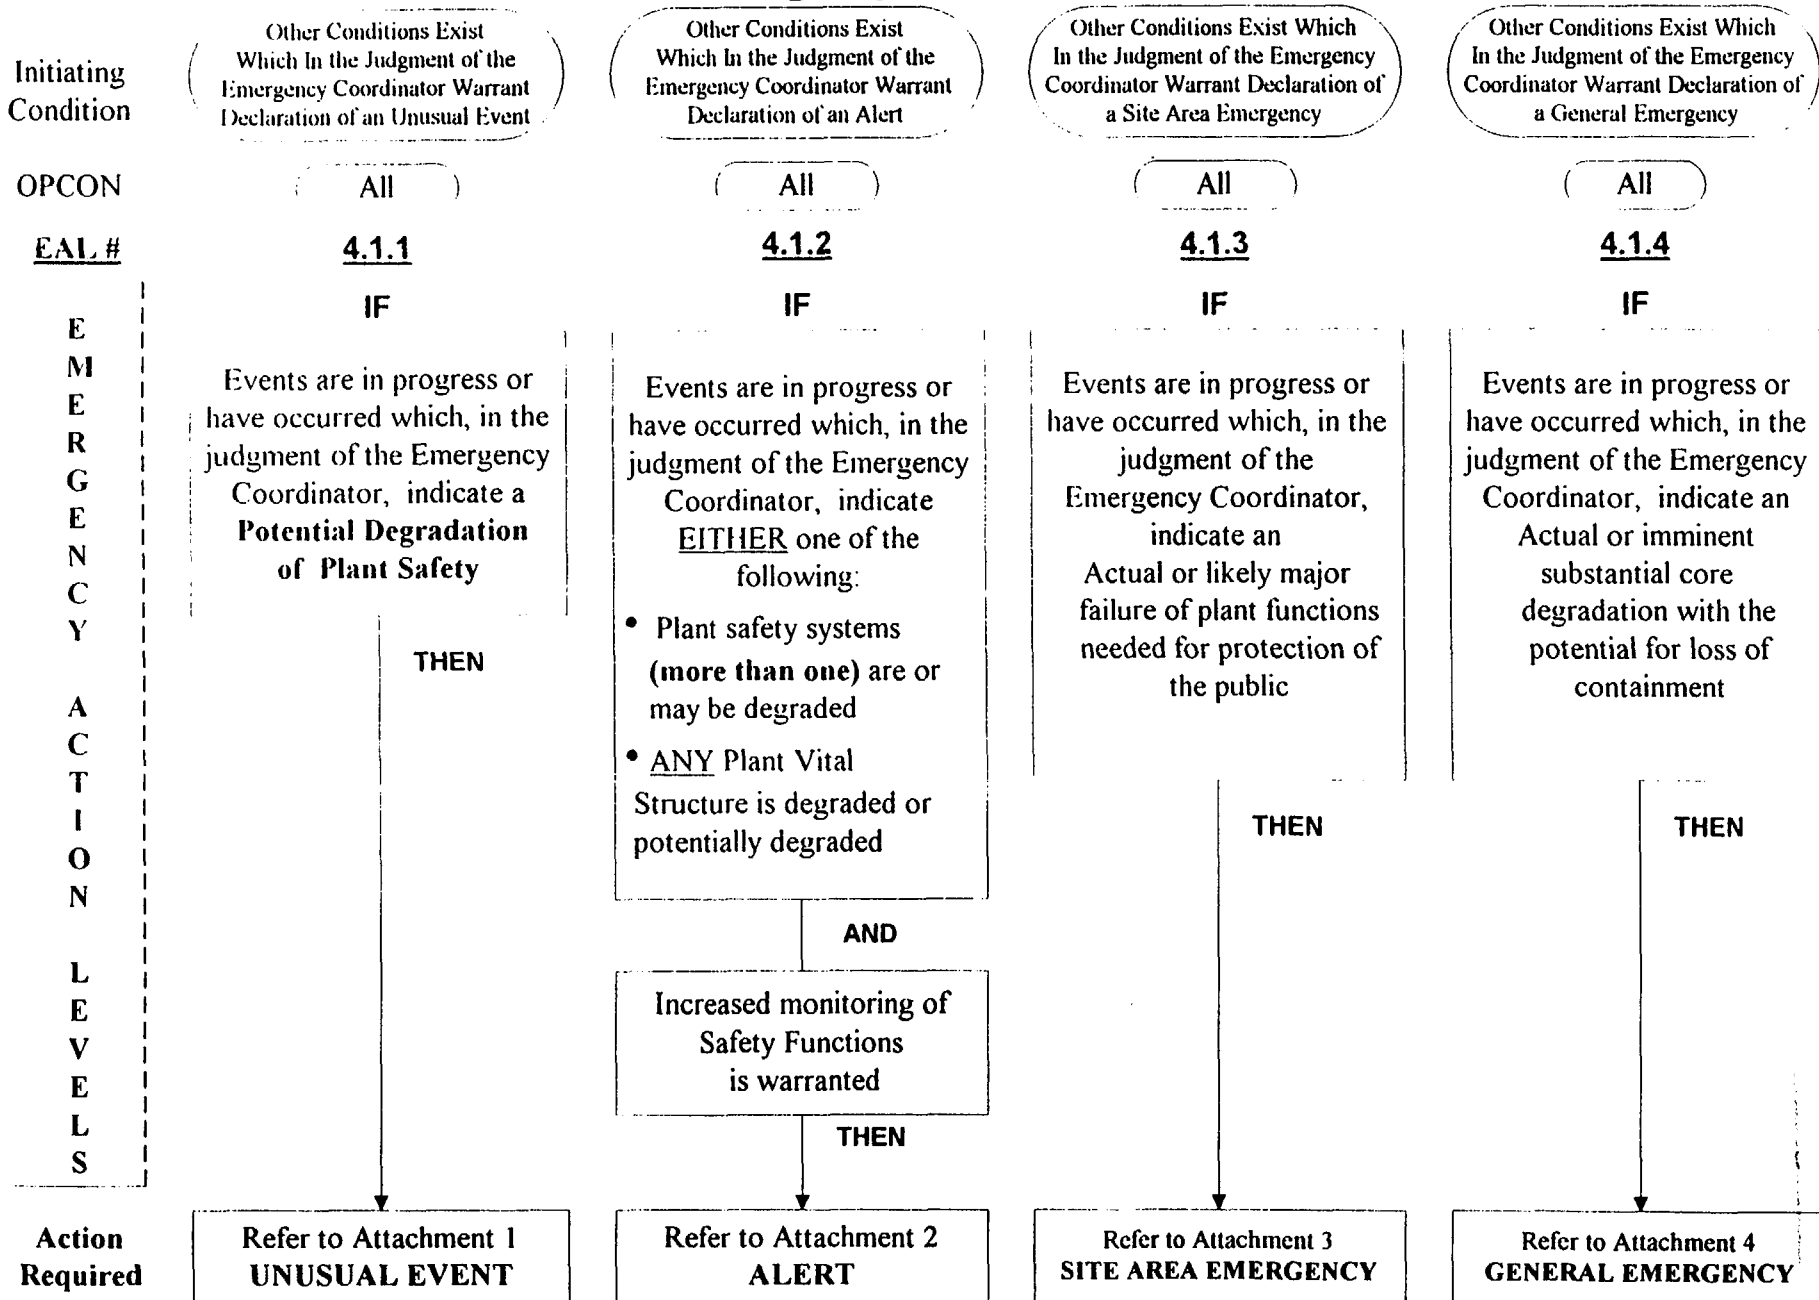 Initiating
Condition
Other Conditions Exist
Which In the Judgment of the
Emergency Coordinator Warrant
Declaration of an Unusual Event
Other Conditions Exist
Which In the Judgment of the
Emergency Coordinator Warrant
Declaration of an Alert
Other Conditions Exist Which
In the Judgment of the Emergency
Coordinator Warrant Declaration of
a Site Area Emergency
Other Conditions Exist Which
In the Judgment of the Emergency
Coordinator Warrant Declaration of
a General Emergency
OPCON
All
All
All
All
EAL #
4.1.1
4.1.2
4.1.3
4.1.4
EMERGENCY ACTION LEVELS
IF
Events are in progress or
have occurred which, in the
judgment of the Emergency
Coordinator, indicate a
Potential Degradation
of Plant Safety
THEN
IF
Events are in progress or
have occurred which, in the
judgment of the Emergency
Coordinator, indicate
EITHER one of the
following:
• Plant safety systems
(more than one) are or
may be degraded
• ANY Plant Vital
Structure is degraded or
potentially degraded
AND
Increased monitoring of
Safety Functions
is warranted
THEN
IF
Events are in progress or
have occurred which, in the
judgment of the
Emergency Coordinator,
indicate an
Actual or likely major
failure of plant functions
needed for protection of
the public
THEN
IF
Events are in progress or
have occurred which, in the
judgment of the Emergency
Coordinator, indicate an
Actual or imminent
substantial core
degradation with the
potential for loss of
containment
THEN
Action
Required
Refer to Attachment 1
UNUSUAL EVENT
Refer to Attachment 2
ALERT
Refer to Attachment 3
SITE AREA EMERGENCY
Refer to Attachment 4
GENERAL EMERGENCY